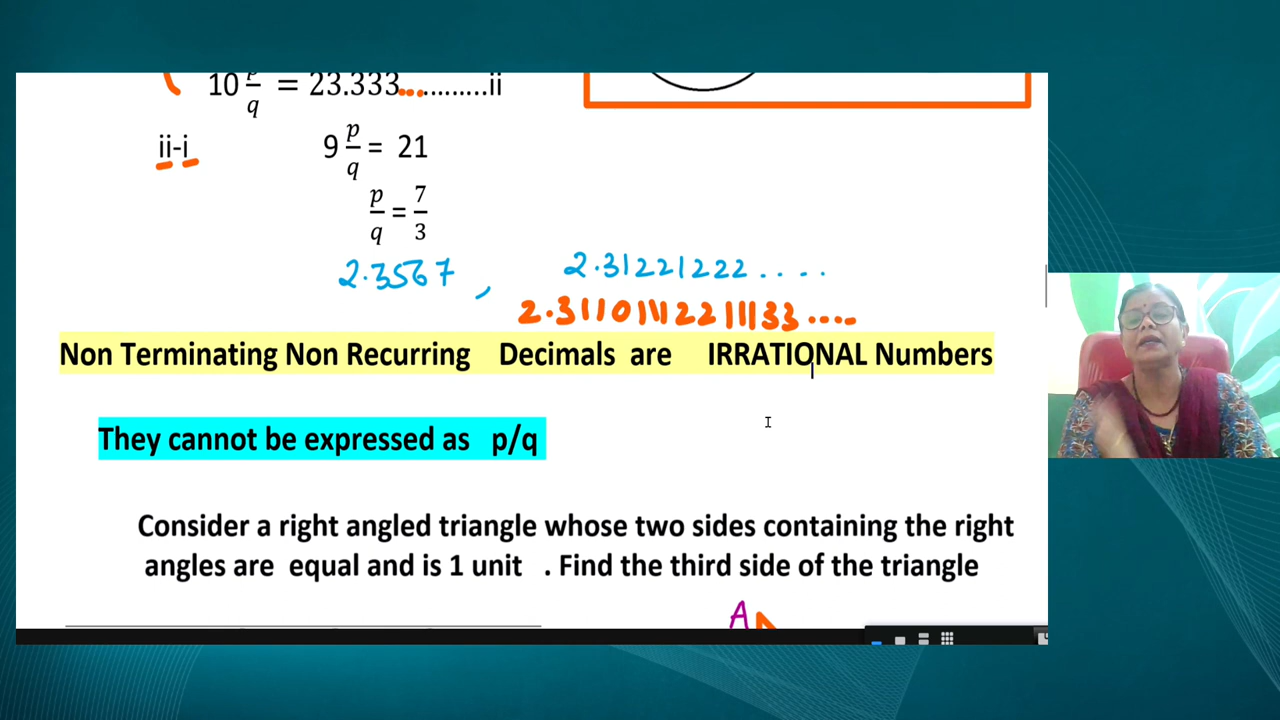 10 p/q = 23.333............ii
ii-i 9 p/q = 21
p/q = 7/3
2.3567 , 2.31221222....
2.31101112211133....
Non Terminating Non Recurring Decimals are IRRATIONAL Numbers
They cannot be expressed as p/q
Consider a right angled triangle whose two sides containing the right
angles are equal and is 1 unit . Find the third side of the triangle
A